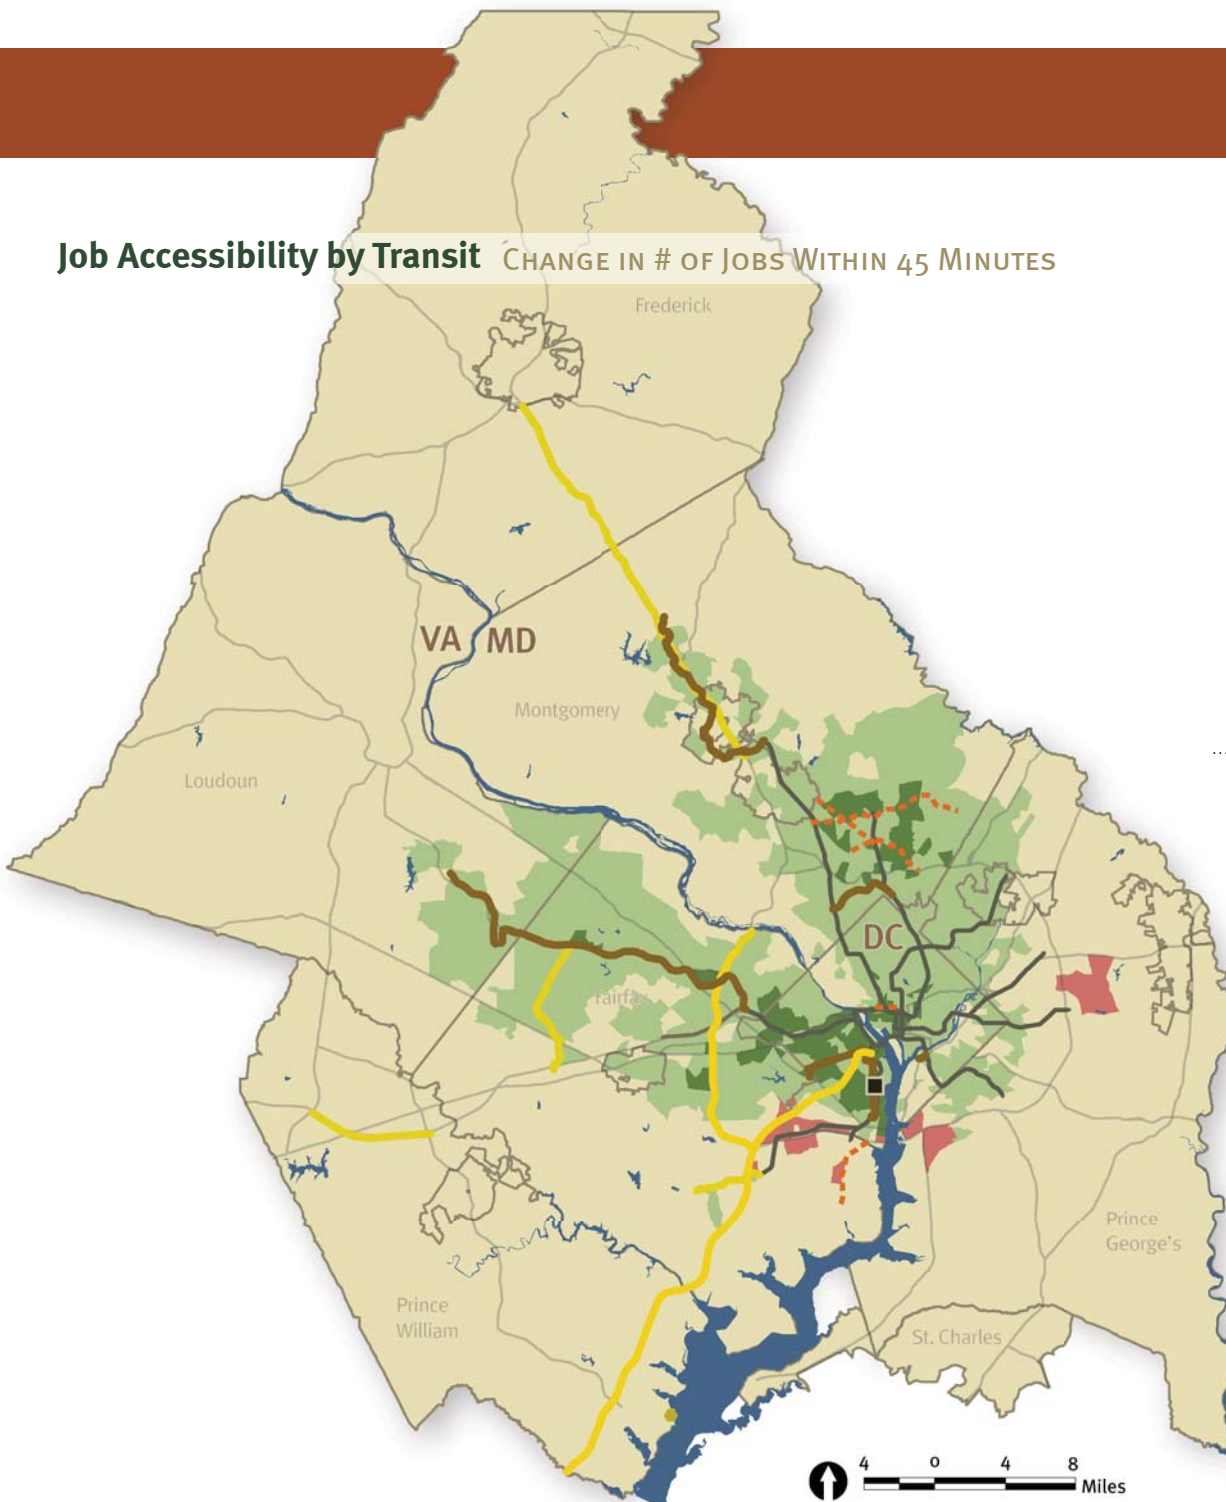 Job Accessibility by Transit CHANGE IN # OF JOBS WITHIN 45 MINUTES
Frederick
VA MD
Montgomery
Loudoun
DC
Fairfax
Prince
George's
Prince
William
St. Charles
4 0 4 8
Miles